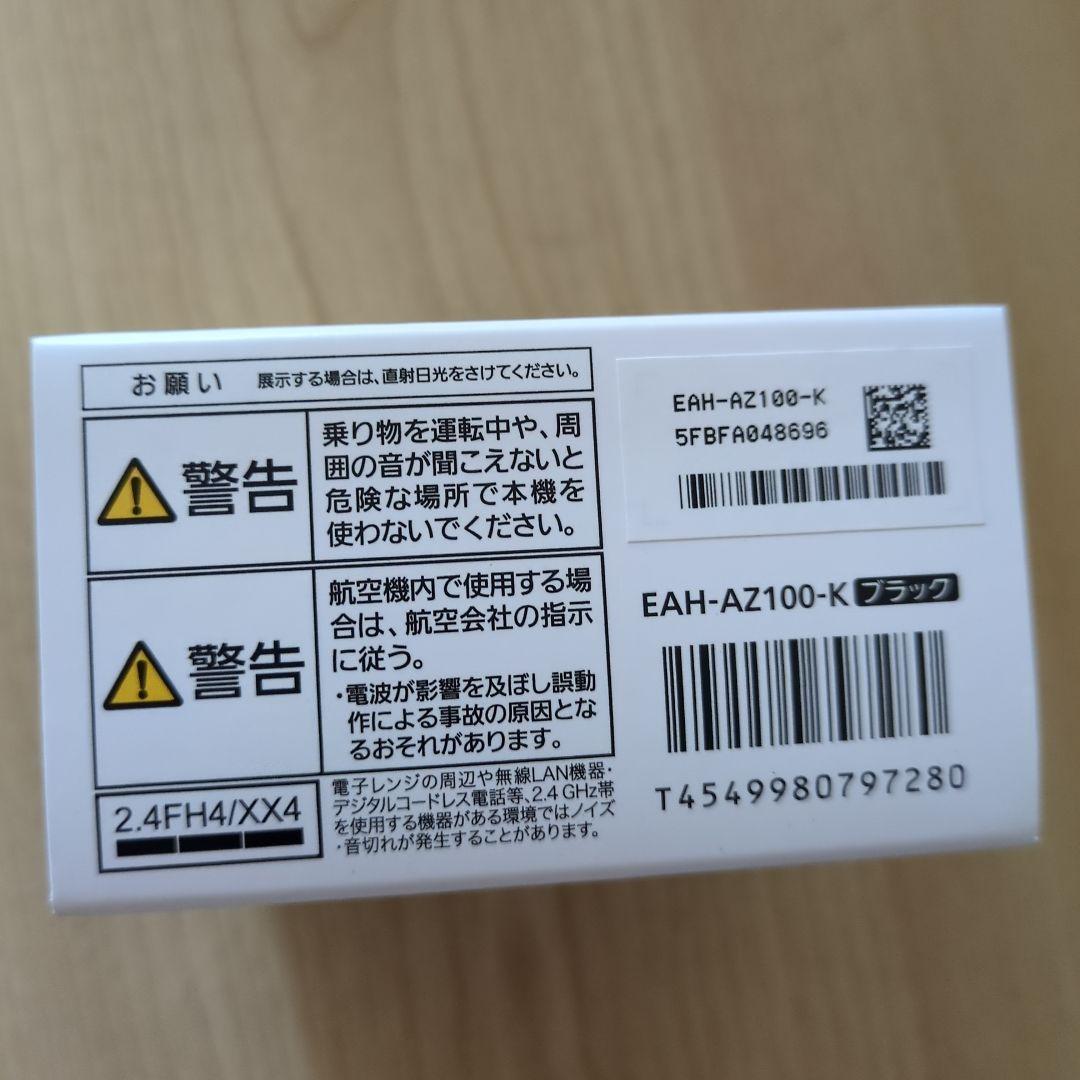 お願い 展示する場合は、直射日光をさけてください。
警告
乗り物を運転中や、周
囲の音が聞こえないと
危険な場所で本機を
使わないでください。
警告
航空機内で使用する場
合は、航空会社の指示
に従う。
・電波が影響を及ぼし誤動
作による事故の原因とな
るおそれがあります。
2.4FH4/XX4
電子レンジの周辺や無線LAN機器・
デジタルコードレス電話等、2.4 GHz帯
を使用する機器がある環境ではノイズ
・音切れが発生することがあります。
EAH-AZ100-K
5FBFA048696
EAH-AZ100-K ブラック
T4549980797280